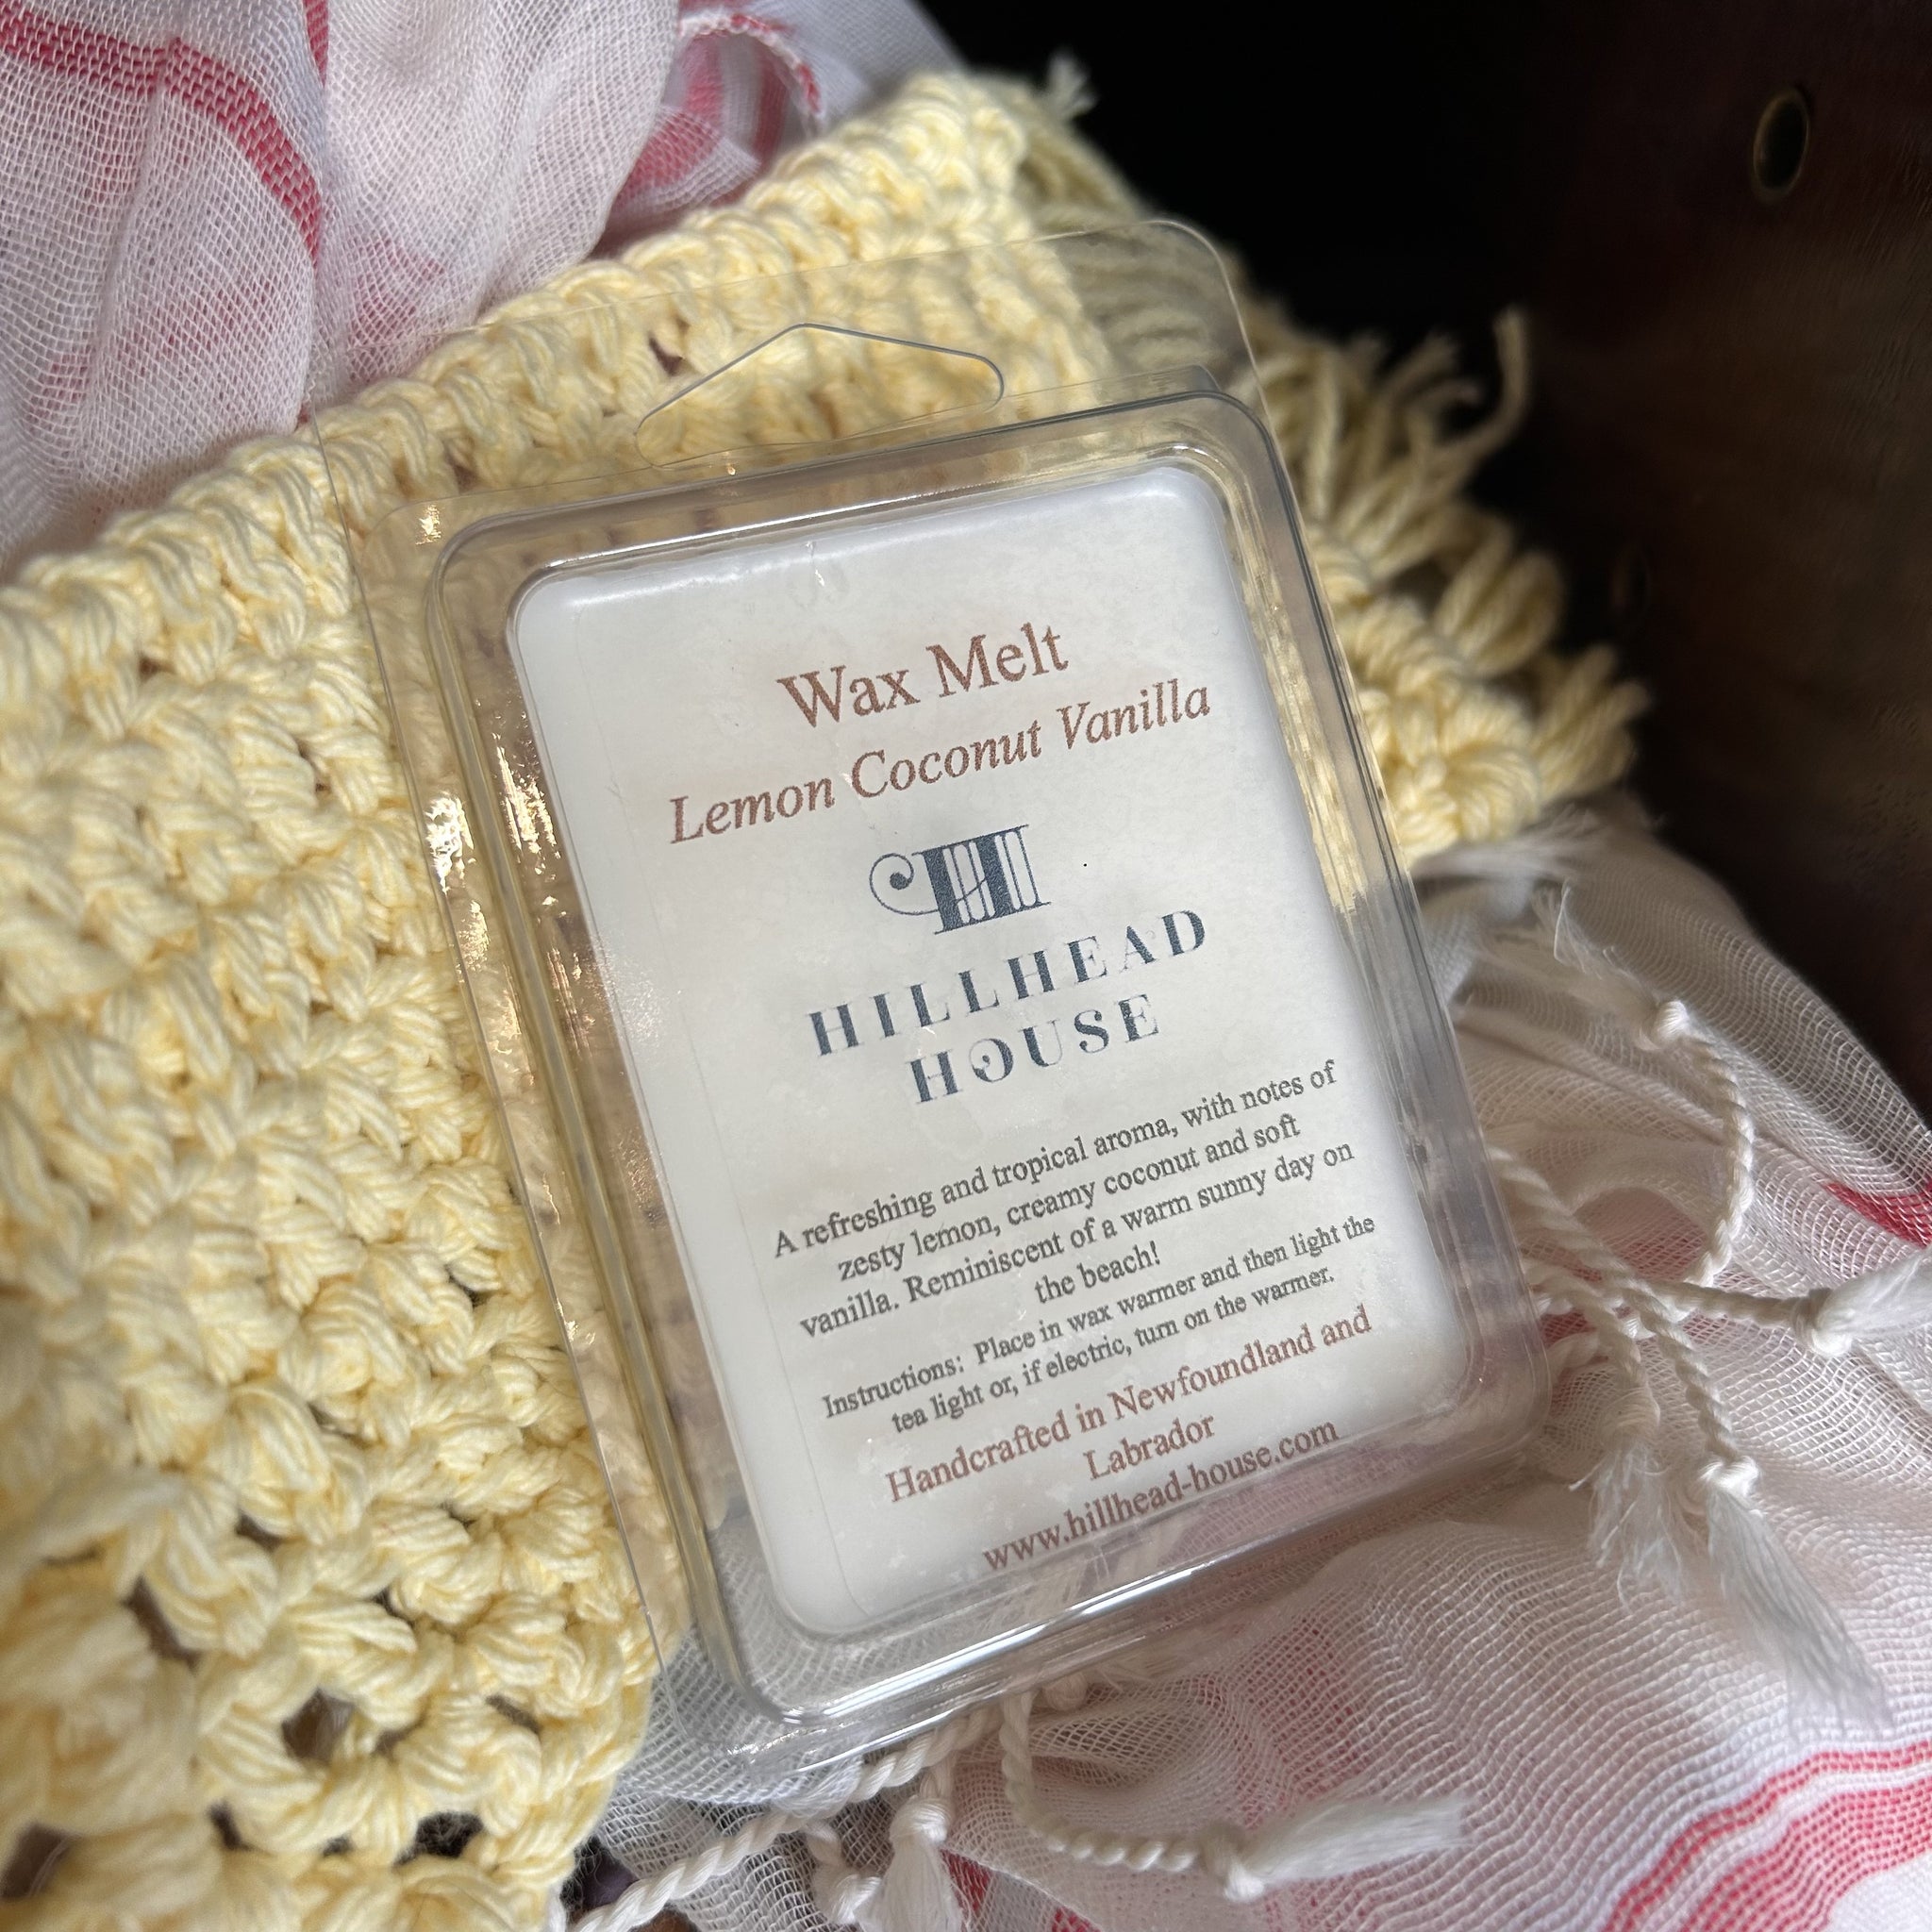 Wax Melt
Lemon Coconut Vanilla
H
HILLHEAD
HOUSE
A refreshing and tropical aroma, with notes of
zesty lemon, creamy coconut and soft
vanilla. Reminiscent of a warm sunny day on
the beach!
Instructions: Place in wax warmer and then light the
tea light or, if electric, turn on the warmer.
Handcrafted in Newfoundland and
Labrador
www.hillhead-house.com